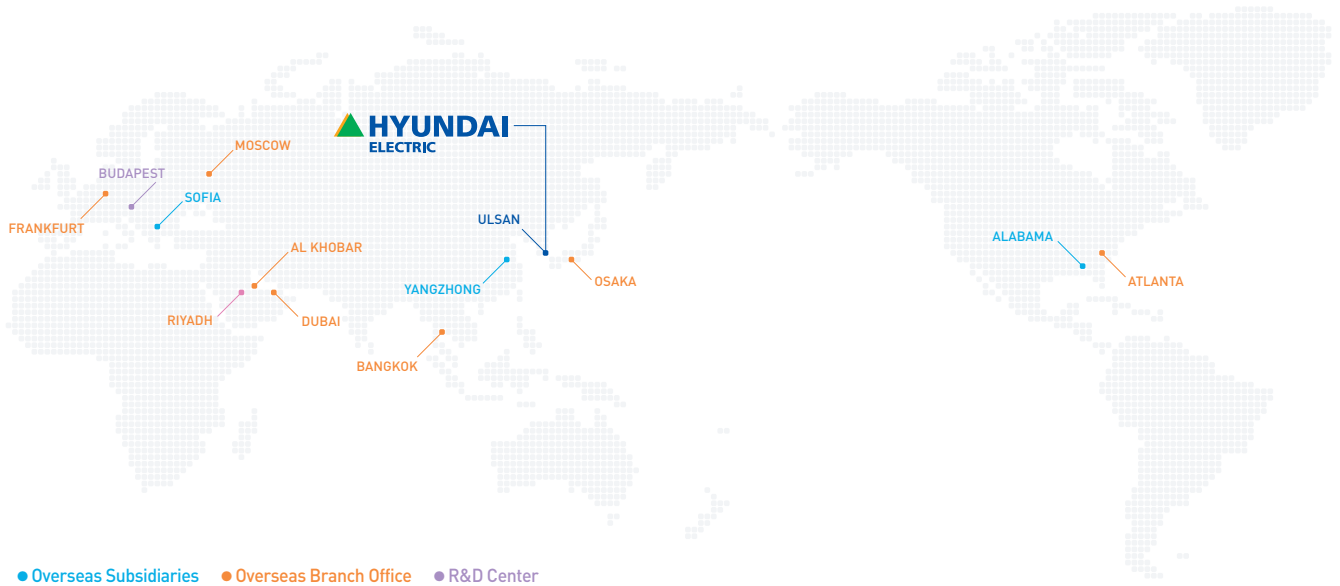 HYUNDAI
ELECTRIC
MOSCOW
BUDAPEST
SOFIA
FRANKFURT
ULSAN
ALABAMA
AL KHOBAR
OSAKA
ATLANTA
YANGZHONG
RIYADH
DUBAI
BANGKOK
Overseas Subsidiaries Overseas Branch Office R&D Center